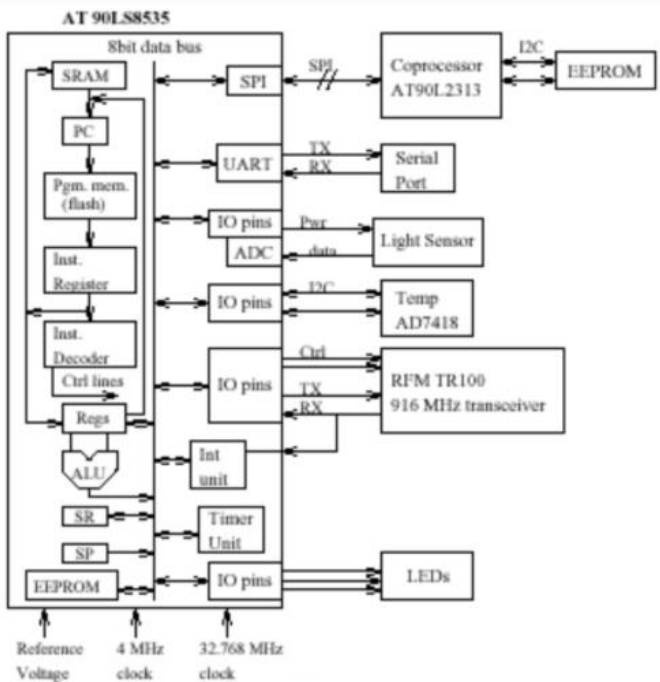 AT 90LS8535
8bit data bus
SRAM
PC
Pgm. mem.
(flash)
Inst.
Register
Inst.
Decoder
Ctrl lines
Regs
ALU
SR
SP
EEPROM
SPI
UART
IO pins
ADC
IO pins
IO pins
Int
unit
Timer
Unit
IO pins
SPI
Coprocessor
AT90L2313
I2C
EEPROM
TX
RX
Serial
Port
Pwr
data
Light Sensor
I2C
Temp
AD7418
Ctrl
TX
RX
RFM TR100
916 MHz transceiver
LEDs
Reference
Voltage
4 MHz
clock
32.768 MHz
clock